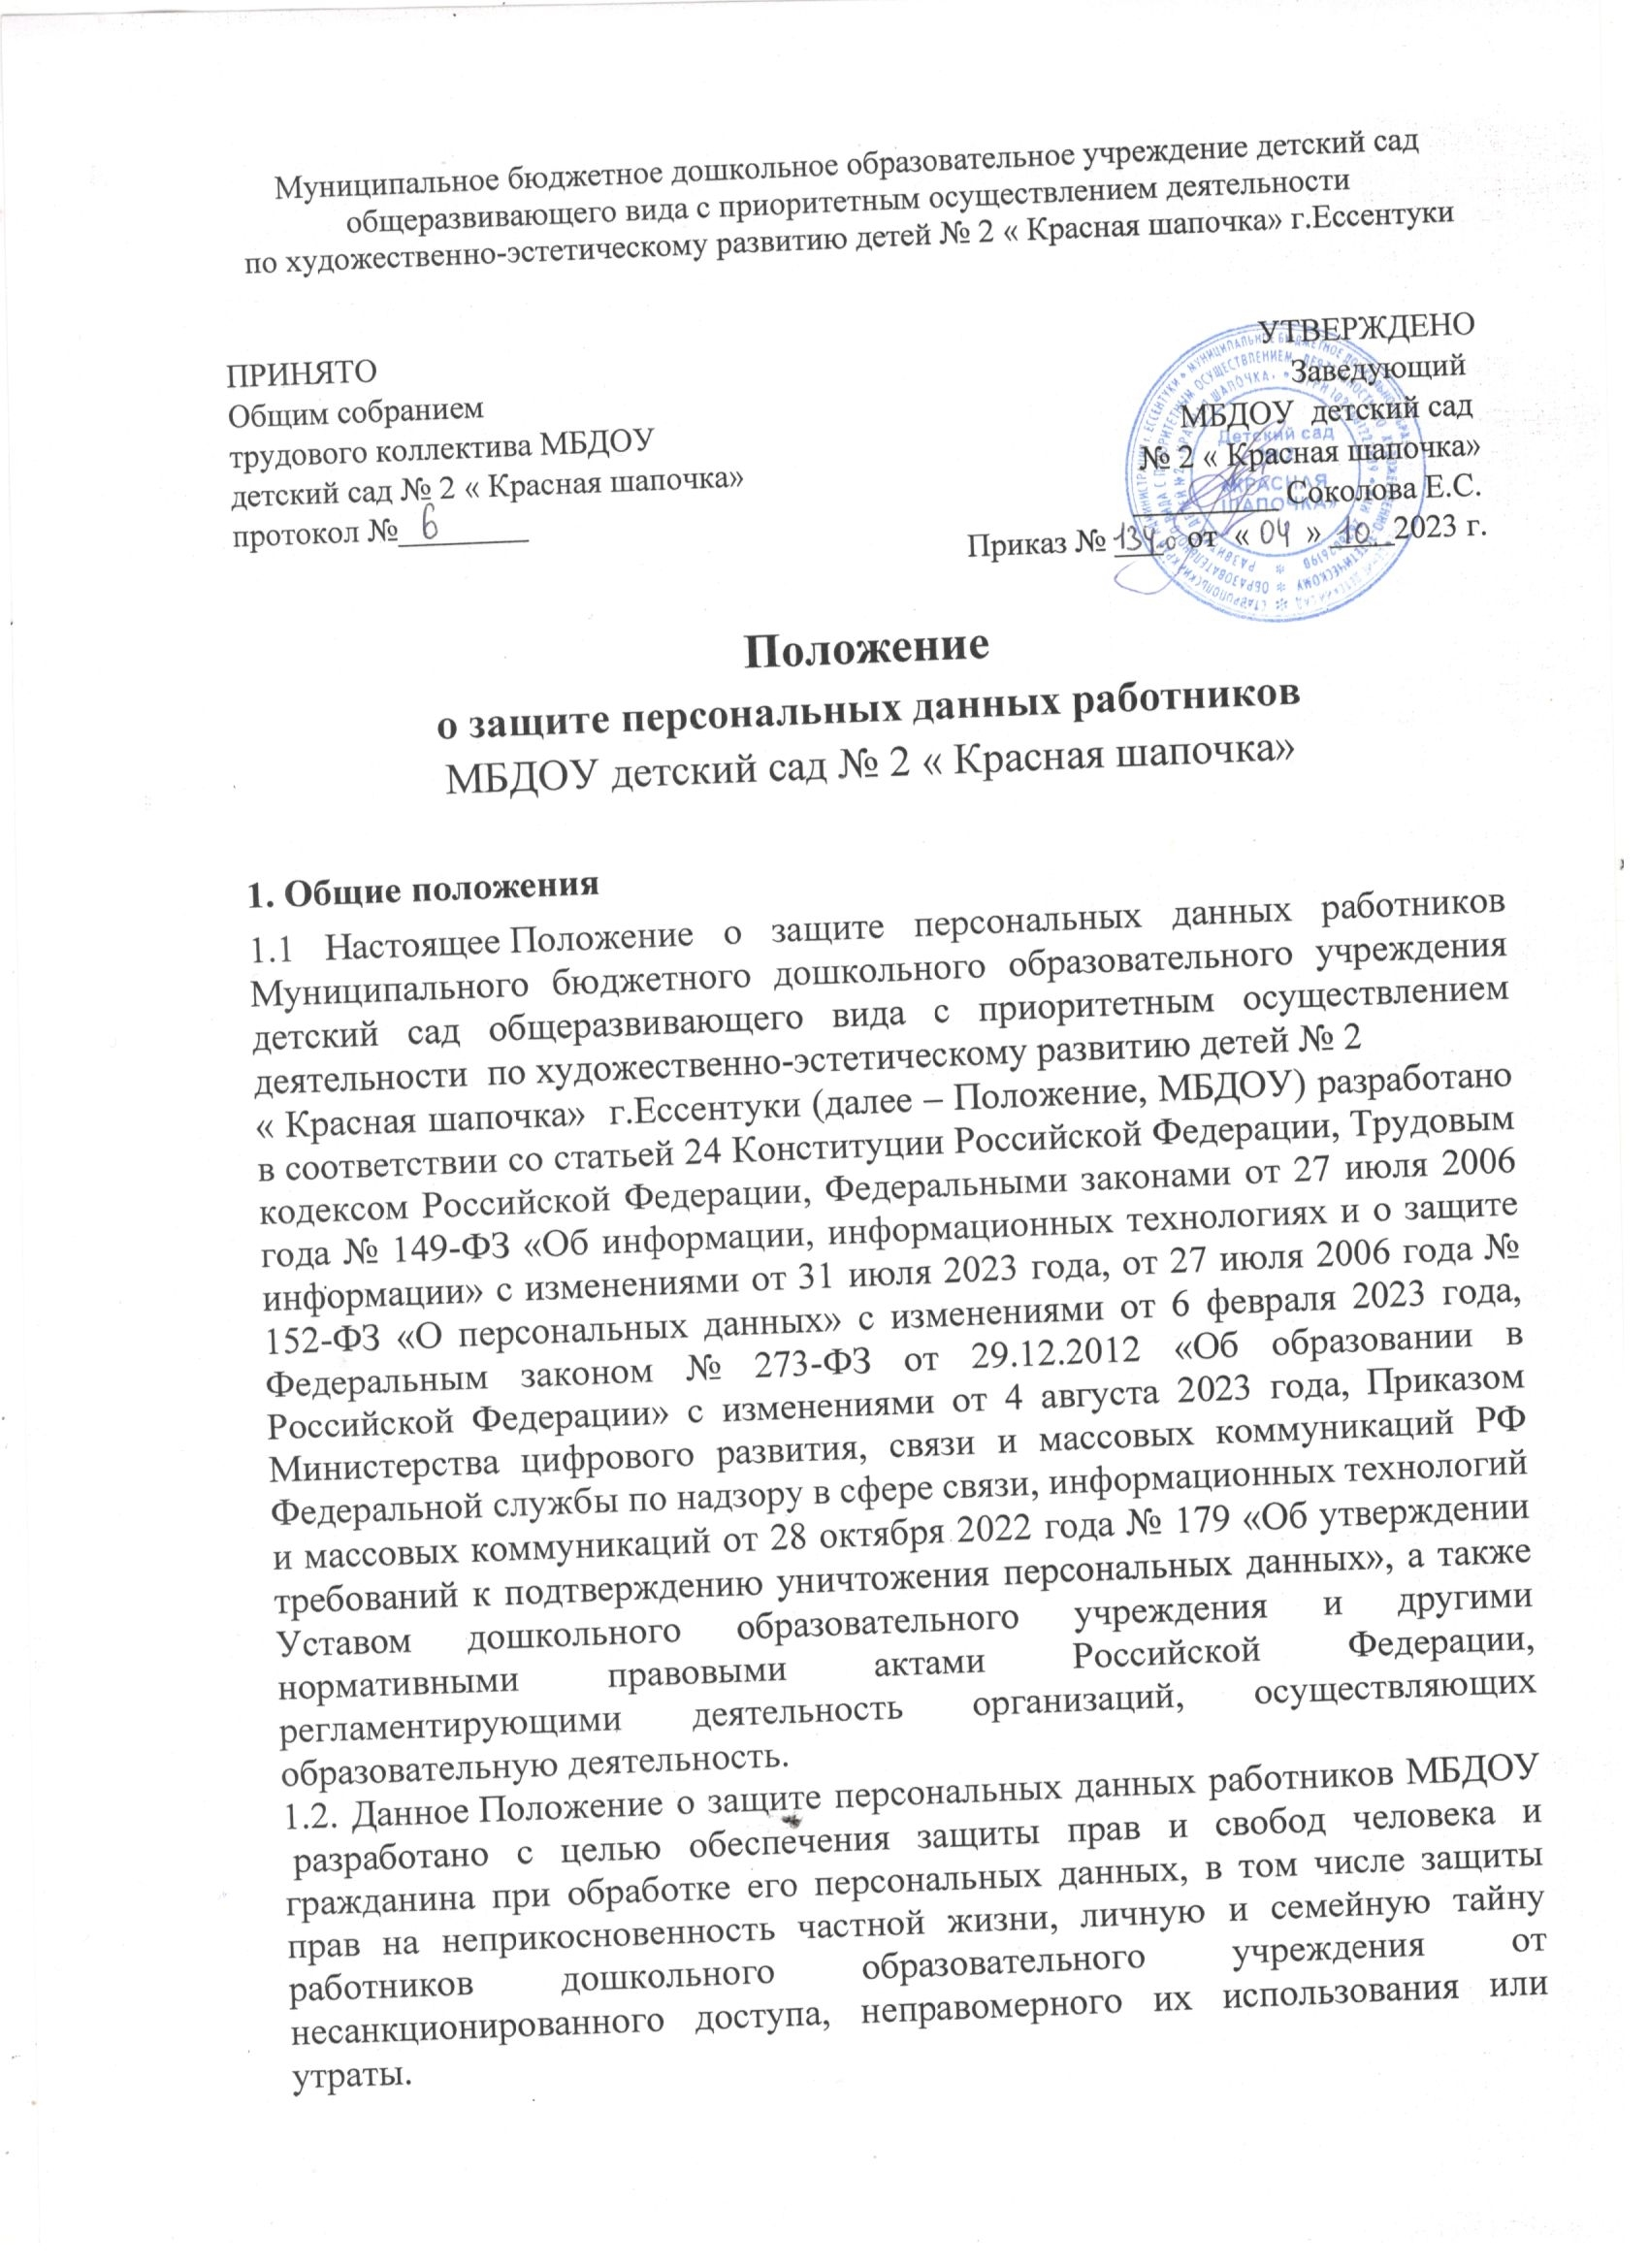 Муниципальное бюджетное дошкольное образовательное учреждение детский сад
общеразвивающего вида с приоритетным осуществлением деятельности
по художественно-эстетическому развитию детей № 2 « Красная шапочка» г.Ессентуки
ПРИНЯТО
Общим собранием
трудового коллектива МБДОУ
детский сад № 2 « Красная шапочка»
протокол № 6
УТВЕРЖДЕНО
Заведующий
МБДОУ детский сад
№ 2 « Красная шапочка»
Соколова Е.С.
Приказ № 134 о от « 04 » 10 2023 г.
Детский сад
«КРАСНАЯ
ШАПОЧКА»
Положение
о защите персональных данных работников
МБДОУ детский сад № 2 « Красная шапочка»
1. Общие положения
1.1 Настоящее Положение о защите персональных данных работников
Муниципального бюджетного дошкольного образовательного учреждения
детский сад общеразвивающего вида с приоритетным осуществлением
деятельности по художественно-эстетическому развитию детей № 2
« Красная шапочка» г.Ессентуки (далее – Положение, МБДОУ) разработано
в соответствии со статьей 24 Конституции Российской Федерации, Трудовым
кодексом Российской Федерации, Федеральными законами от 27 июля 2006
года № 149-ФЗ «Об информации, информационных технологиях и о защите
информации» с изменениями от 31 июля 2023 года, от 27 июля 2006 года №
152-ФЗ «О персональных данных» с изменениями от 6 февраля 2023 года,
Федеральным законом № 273-ФЗ от 29.12.2012 «Об образовании в
Российской Федерации» с изменениями от 4 августа 2023 года, Приказом
Министерства цифрового развития, связи и массовых коммуникаций РФ
Федеральной службы по надзору в сфере связи, информационных технологий
и массовых коммуникаций от 28 октября 2022 года № 179 «Об утверждении
требований к подтверждению уничтожения персональных данных», а также
Уставом дошкольного образовательного учреждения и другими
нормативными правовыми актами Российской Федерации,
регламентирующими деятельность организаций, осуществляющих
образовательную деятельность.
1.2. Данное Положение о защите персональных данных работников МБДОУ
разработано с целью обеспечения защиты прав и свобод человека и
гражданина при обработке его персональных данных, в том числе защиты
прав на неприкосновенность частной жизни, личную и семейную тайну
работников дошкольного образовательного учреждения от
несанкционированного доступа, неправомерного их использования или
утраты.